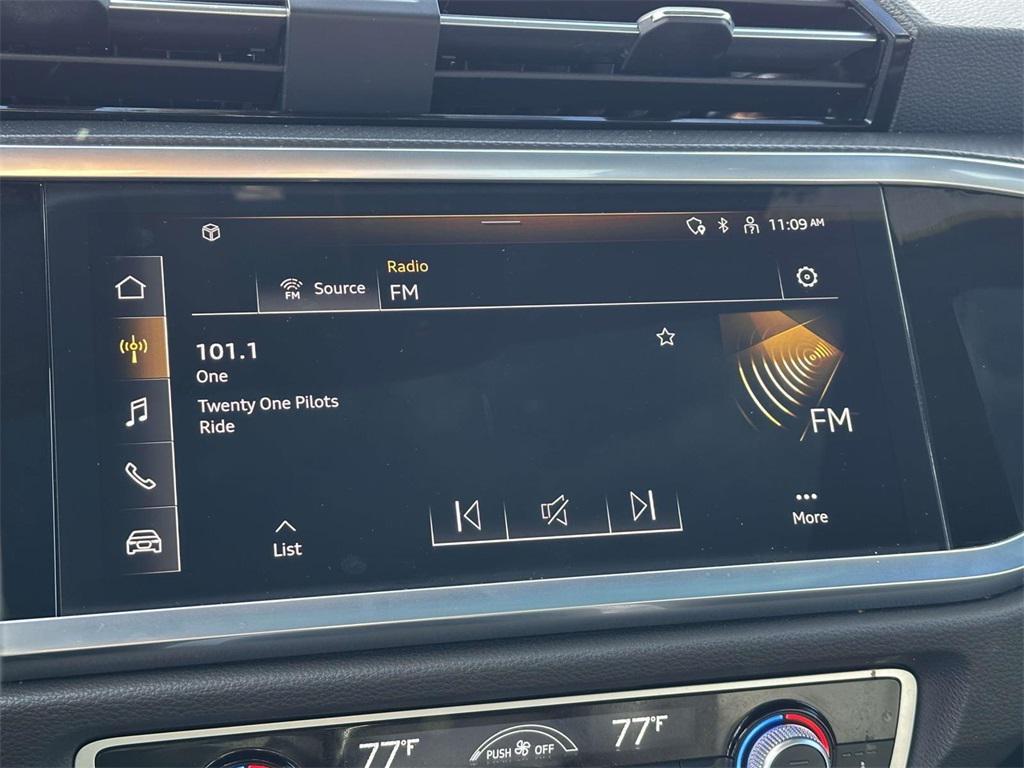 11:09 AM
Radio
FM
Source
FM
101.1
One
Twenty One Pilots
Ride
FM
List
More
77°F
PUSH OFF
77°F